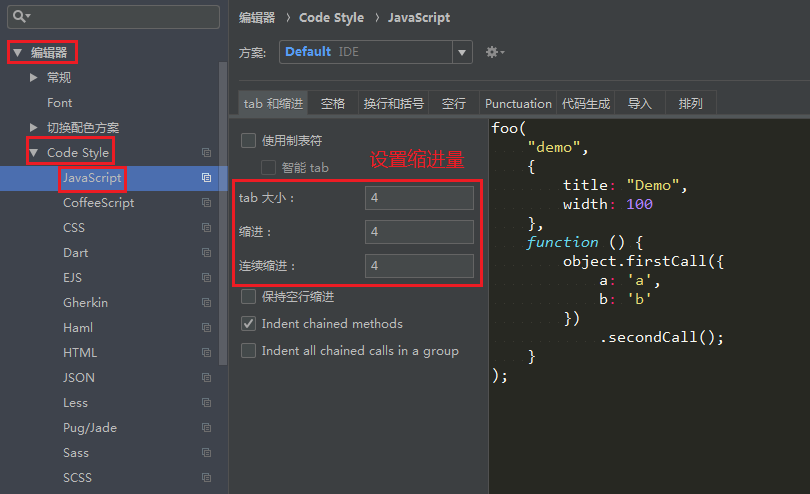 编辑器
常规
Font
切换配色方案
Code Style
JavaScript
CoffeeScript
CSS
Dart
EJS
Gherkin
Haml
HTML
JSON
Less
Pug/Jade
Sass
SCSS
编辑器 › Code Style › JavaScript
方案: Default IDE
tab 和缩进 空格 换行和括号 空行 Punctuation 代码生成 导入 排列
使用制表符
智能 tab
设置缩进量
tab 大小: 4
缩进: 4
连续缩进: 4
保持空行缩进
Indent chained methods
Indent all chained calls in a group
foo(
    "demo",
    {
        title: "Demo",
        width: 100
    },
    function () {
        object.firstCall({
            a: 'a',
            b: 'b'
        })
            .secondCall();
    }
);